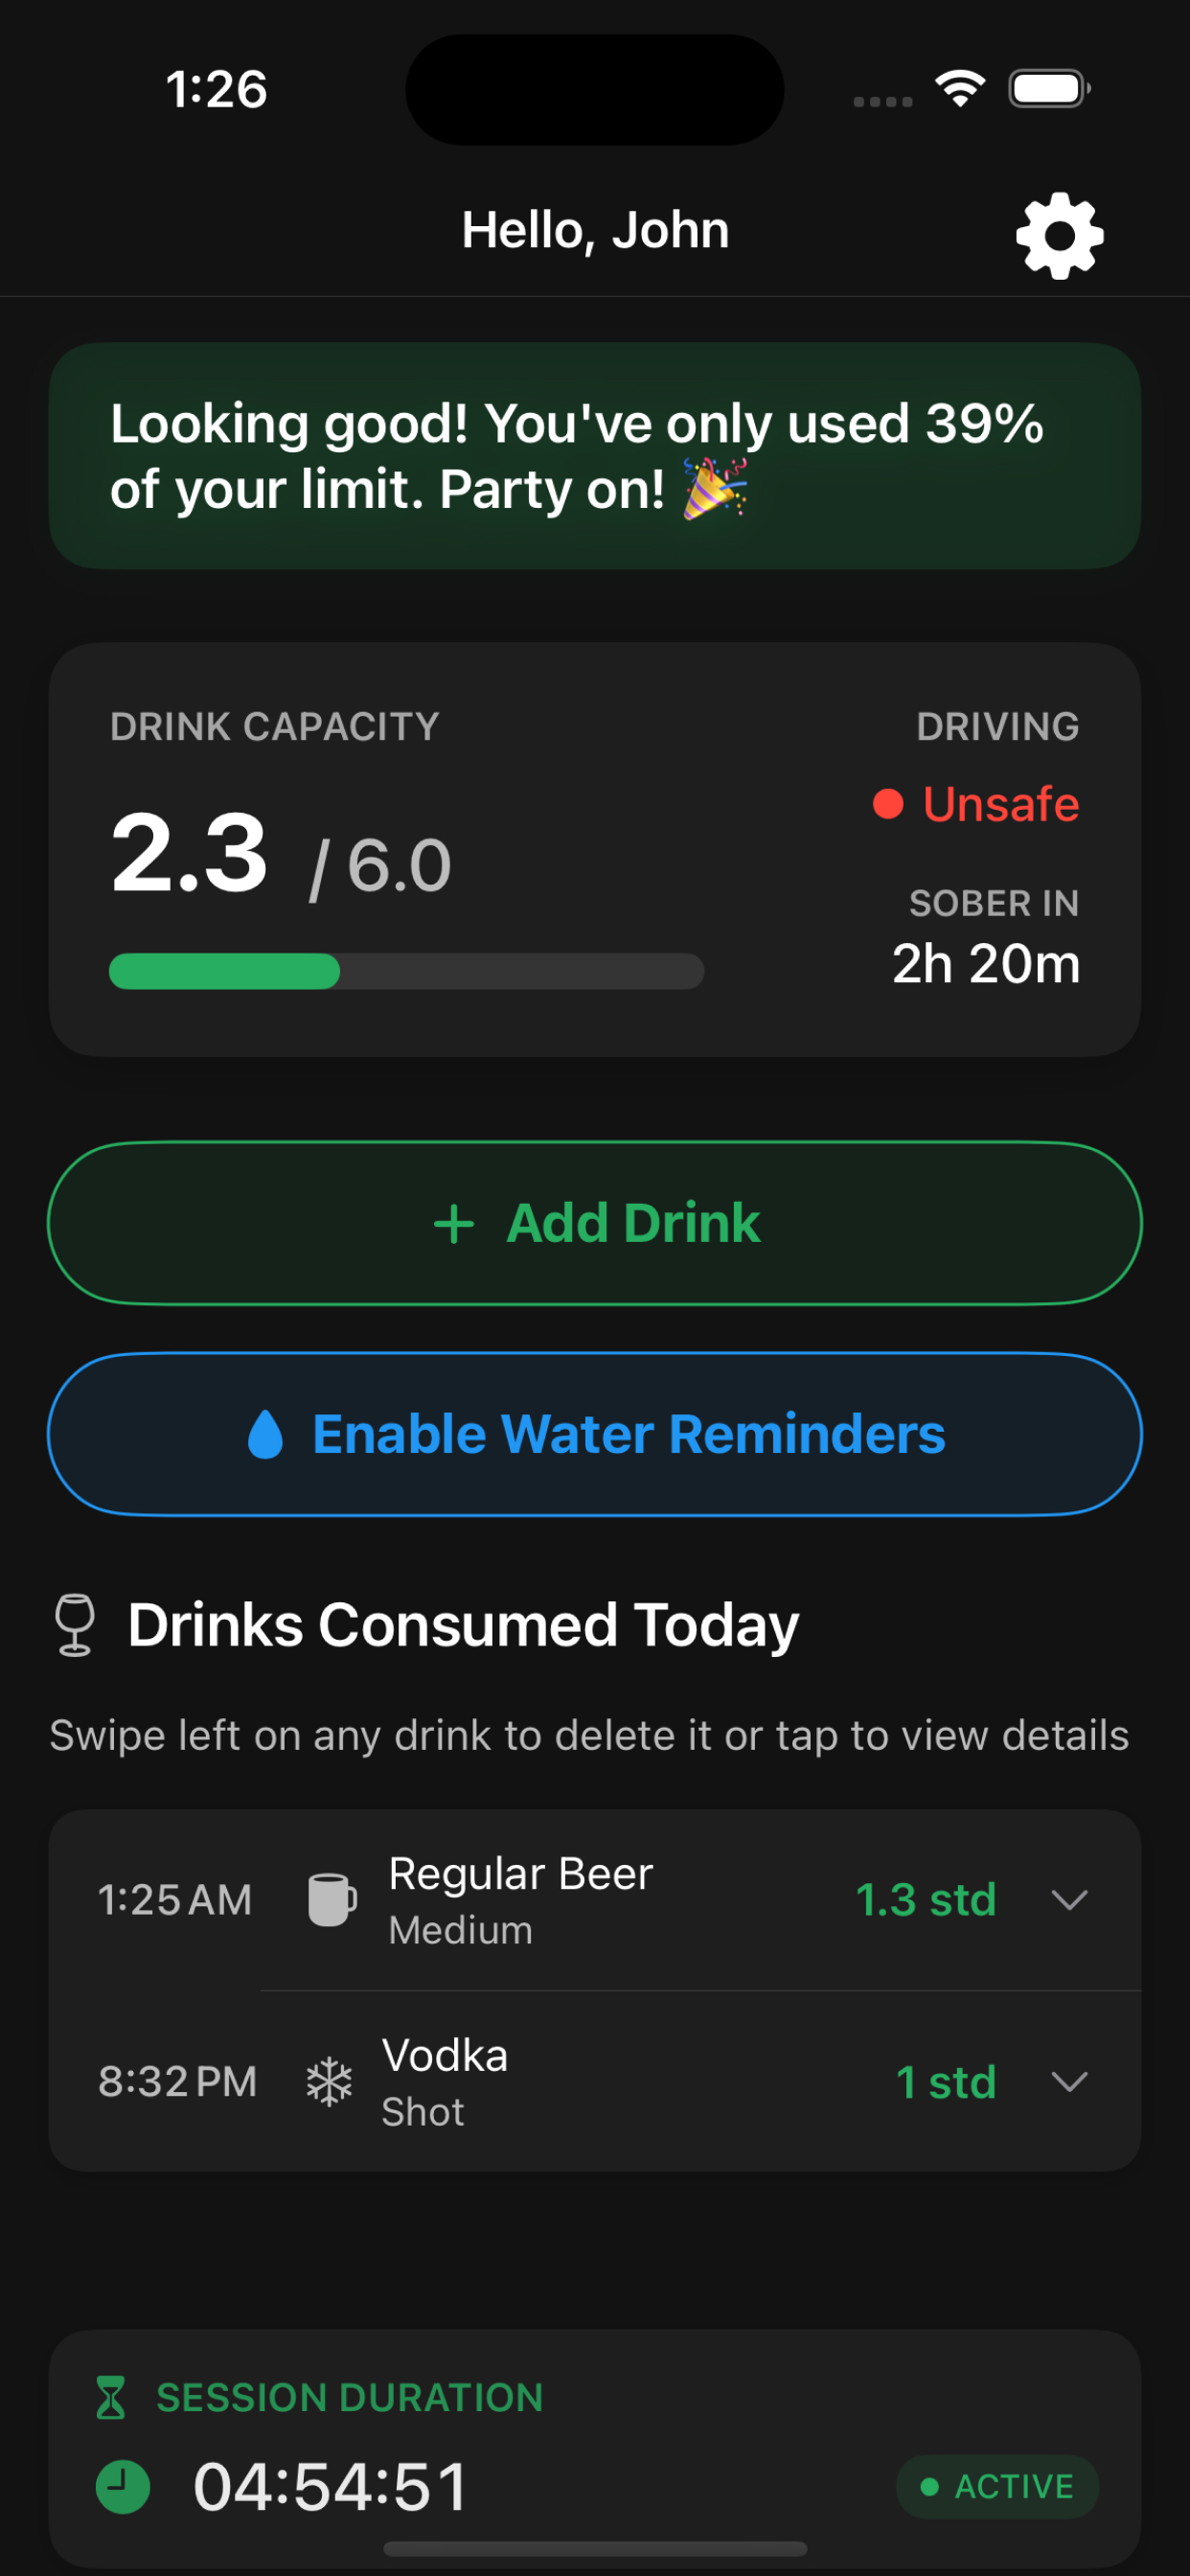 1:26
Hello, John
Looking good! You've only used 39%
of your limit. Party on! 🎉
DRINK CAPACITY
2.3 / 6.0
DRIVING
Unsafe
SOBER IN
2h 20m
+ Add Drink
Enable Water Reminders
Drinks Consumed Today
Swipe left on any drink to delete it or tap to view details
1:25 AM
Regular Beer
Medium
1.3 std
8:32 PM
Vodka
Shot
1 std
SESSION DURATION
04:54:51
ACTIVE